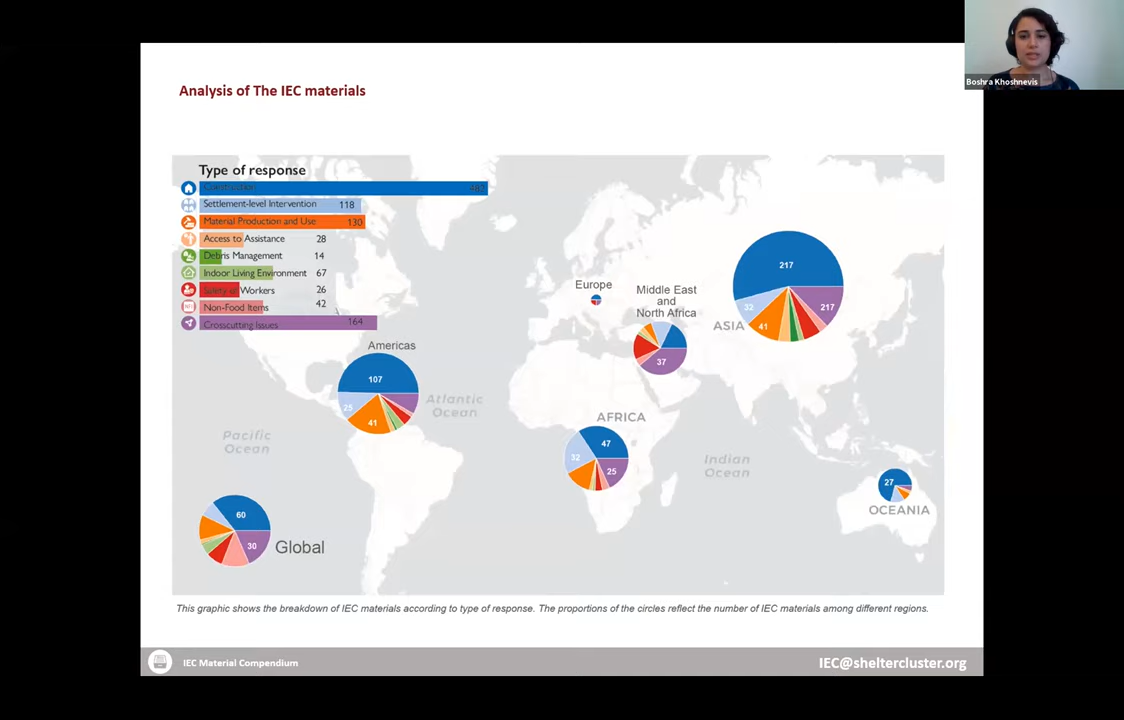 Boshra Khoshnevis
Analysis of The IEC materials
Type of response
Construction
Settlement-level Intervention 118
Material Production and Use 130
Access to Assistance 28
Debris Management 14
Indoor Living Environment 67
Safety of Workers 26
Non-Food Items 42
Crosscutting Issues 164
Europe
Middle East
and
North Africa
37
ASIA
217
32
41
217
Americas
107
25
41
Atlantic
Ocean
Pacific
Ocean
AFRICA
47
32
25
Indian
Ocean
27
OCEANIA
60
30
Global
This graphic shows the breakdown of IEC materials according to type of response. The proportions of the circles reflect the number of IEC materials among different regions.
IEC Material Compendium
IEC@sheltercluster.org